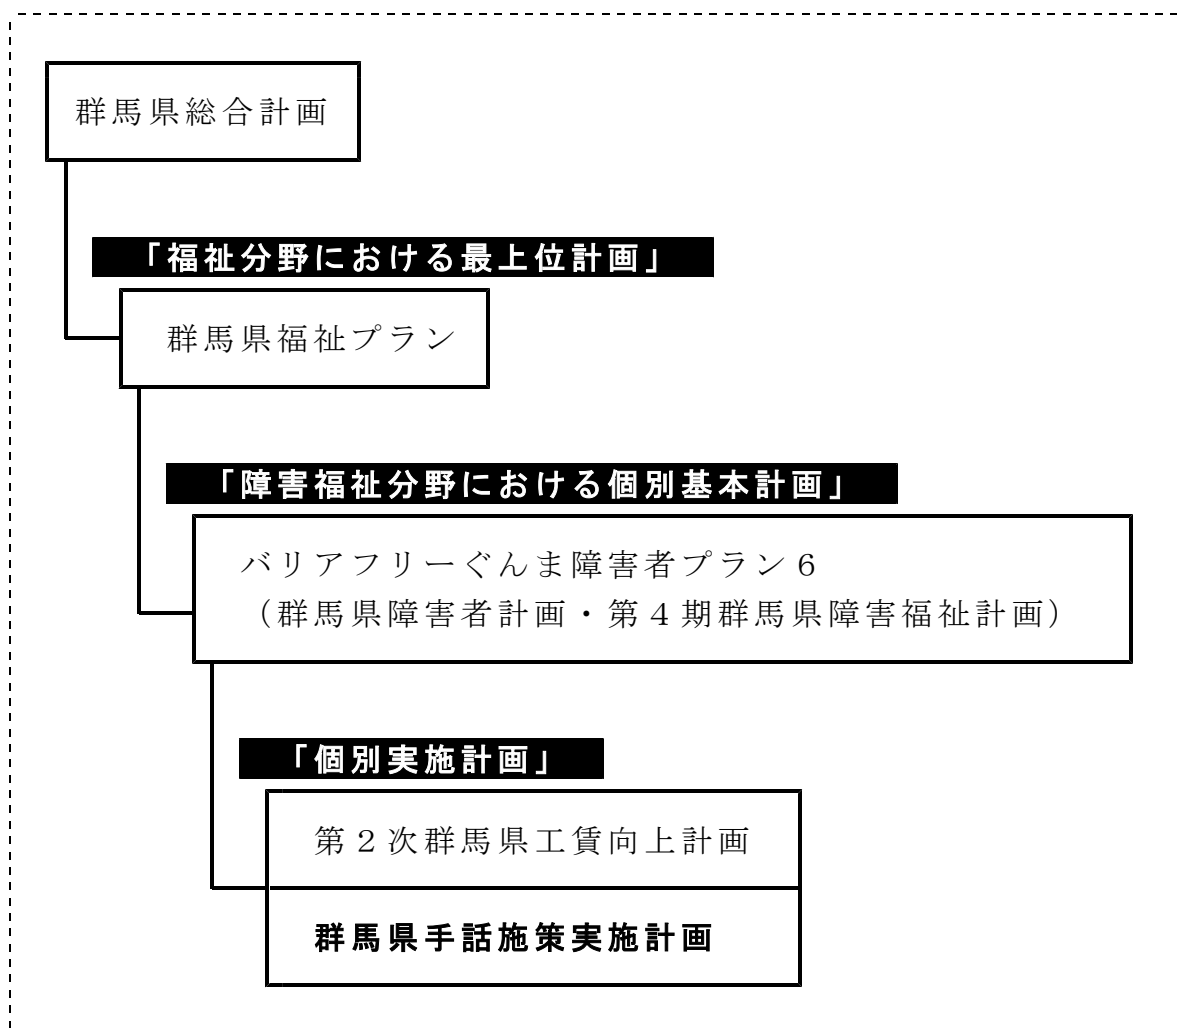 群馬県総合計画
「福祉分野における最上位計画」
群馬県福祉プラン
「障害福祉分野における個別基本計画」
バリアフリーぐんま障害者プラン６
（群馬県障害者計画・第４期群馬県障害福祉計画）
「個別実施計画」
第２次群馬県工賃向上計画
群馬県手話施策実施計画